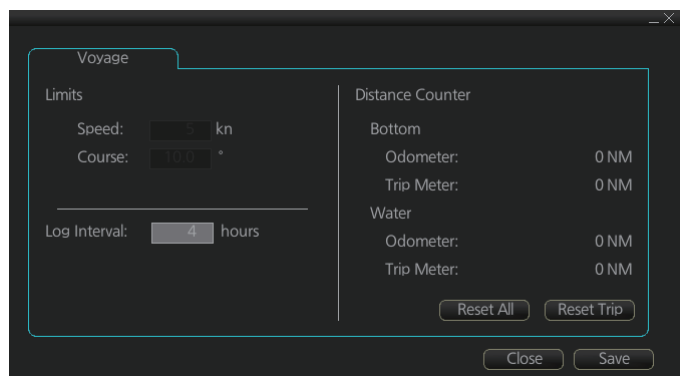 Voyage
Limits
Speed: 5 kn
Course: 10.0 °
Log Interval: 4 hours
Distance Counter
Bottom
Odometer: 0 NM
Trip Meter: 0 NM
Water
Odometer: 0 NM
Trip Meter: 0 NM
Reset All Reset Trip
Close Save